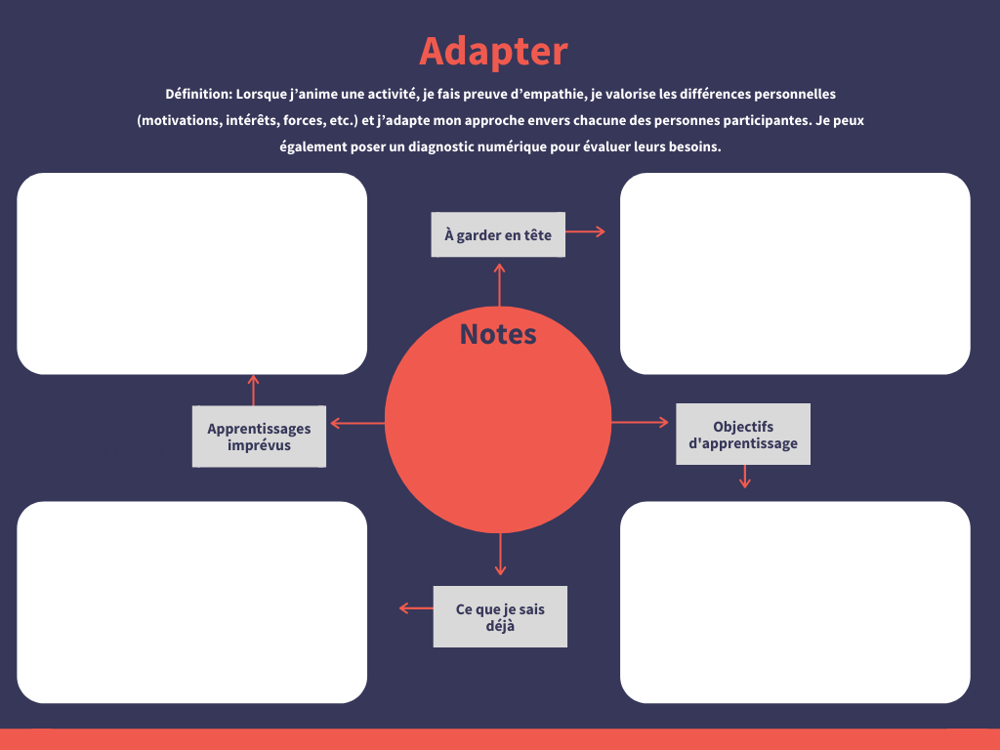 Adapter
Définition: Lorsque j’anime une activité, je fais preuve d’empathie, je valorise les différences personnelles
(motivations, intérêts, forces, etc.) et j’adapte mon approche envers chacune des personnes participantes. Je peux
également poser un diagnostic numérique pour évaluer leurs besoins.
À garder en tête
Notes
Apprentissages
imprévus
Objectifs
d'apprentissage
Ce que je sais
déjà